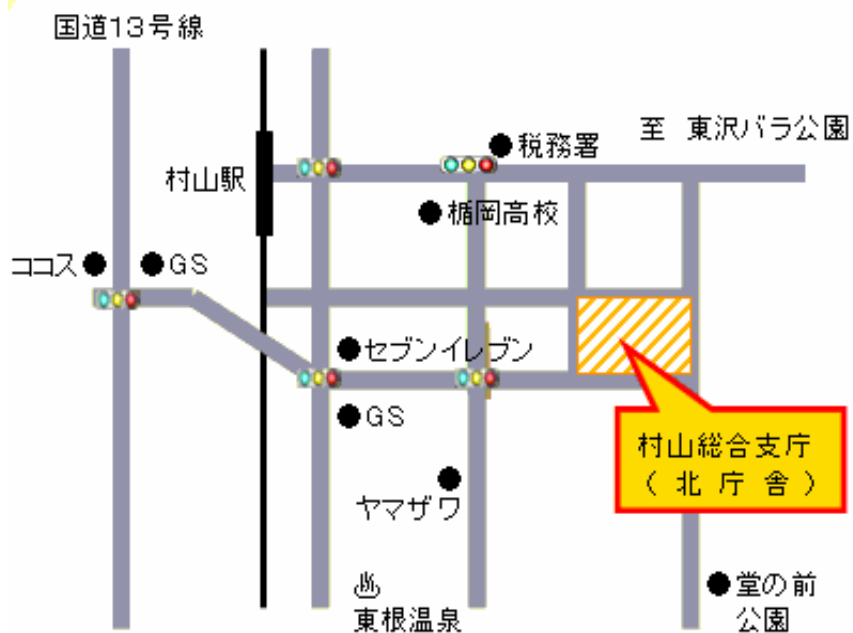 国道13号線
至 東沢バラ公園
税務署
村山駅
楯岡高校
ココス
GS
セブンイレブン
GS
村山総合支庁
(北庁舎)
ヤマザワ
東根温泉
堂の前
公園